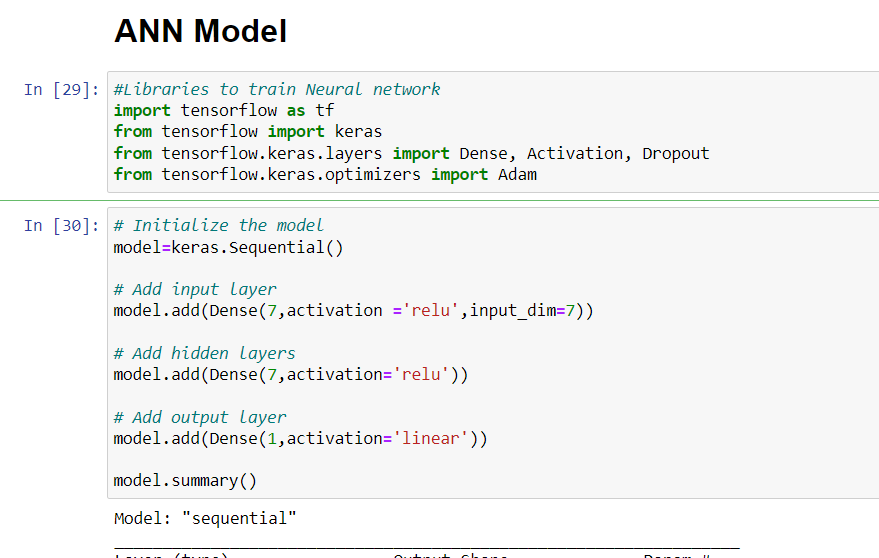 ANN Model
In [29]: #Libraries to train Neural network
import tensorflow as tf
from tensorflow import keras
from tensorflow.keras.layers import Dense, Activation, Dropout
from tensorflow.keras.optimizers import Adam
In [30]: # Initialize the model
model=keras.Sequential()
# Add input layer
model.add(Dense(7,activation ='relu',input_dim=7))
# Add hidden layers
model.add(Dense(7,activation='relu'))
# Add output layer
model.add(Dense(1,activation='linear'))
model.summary()
Model: "sequential"
Layer (type) Output Shape Param #